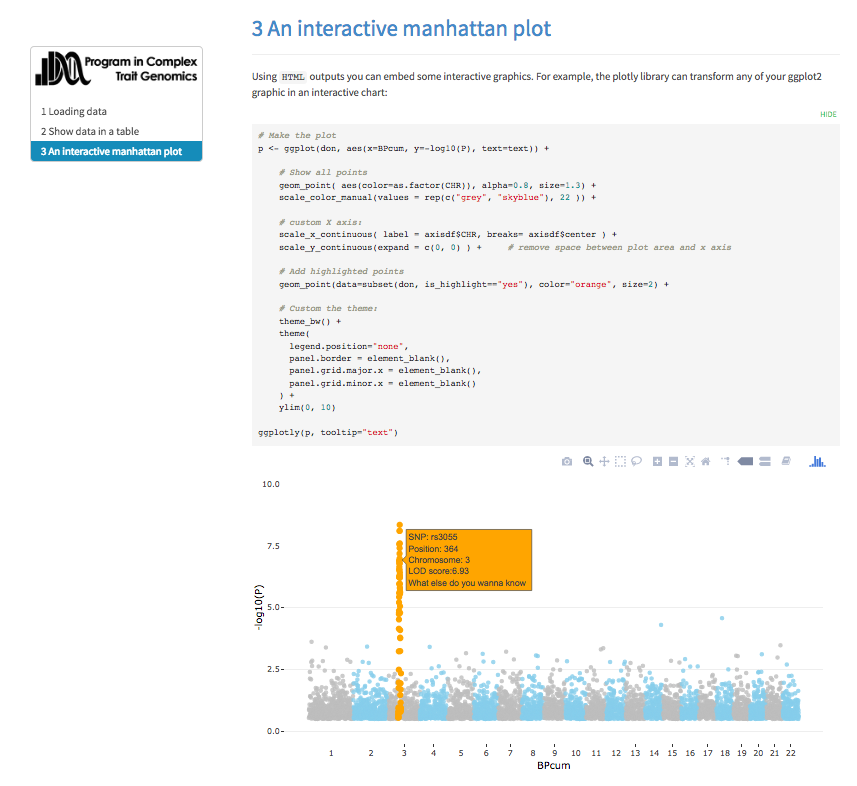 3 An interactive manhattan plot
Program in Complex
Trait Genomics
1 Loading data
2 Show data in a table
3 An interactive manhattan plot
Using HTML outputs you can embed some interactive graphics. For example, the plotly library can transform any of your ggplot2
graphic in an interactive chart:
HIDE
# Make the plot
p <- ggplot(don, aes(x=BPcum, y=-log10(P), text=text)) +
# Show all points
geom_point( aes(color=as.factor(CHR)), alpha=0.8, size=1.3) +
scale_color_manual(values = rep(c("grey", "skyblue"), 22 )) +
# custom X axis:
scale_x_continuous( label = axisdf$CHR, breaks= axisdf$center ) +
scale_y_continuous(expand = c(0, 0) ) +     # remove space between plot area and x axis
# Add highlighted points
geom_point(data=subset(don, is_highlight=="yes"), color="orange", size=2) +
# Custom the theme:
theme_bw() +
theme(
legend.position="none",
panel.border = element_blank(),
panel.grid.major.x = element_blank(),
panel.grid.minor.x = element_blank()
) +
ylim(0, 10)
ggplotly(p, tooltip="text")
10.0
7.5
5.0
2.5
0.0
-log10(P)
SNP: rs3055
Position: 364
Chromosome: 3
LOD score:6.93
What else do you wanna know
1 2 3 4 5 6 7 8 9 10 11 12 13 14 15 16 17 18 19 20 21 22
BPcum